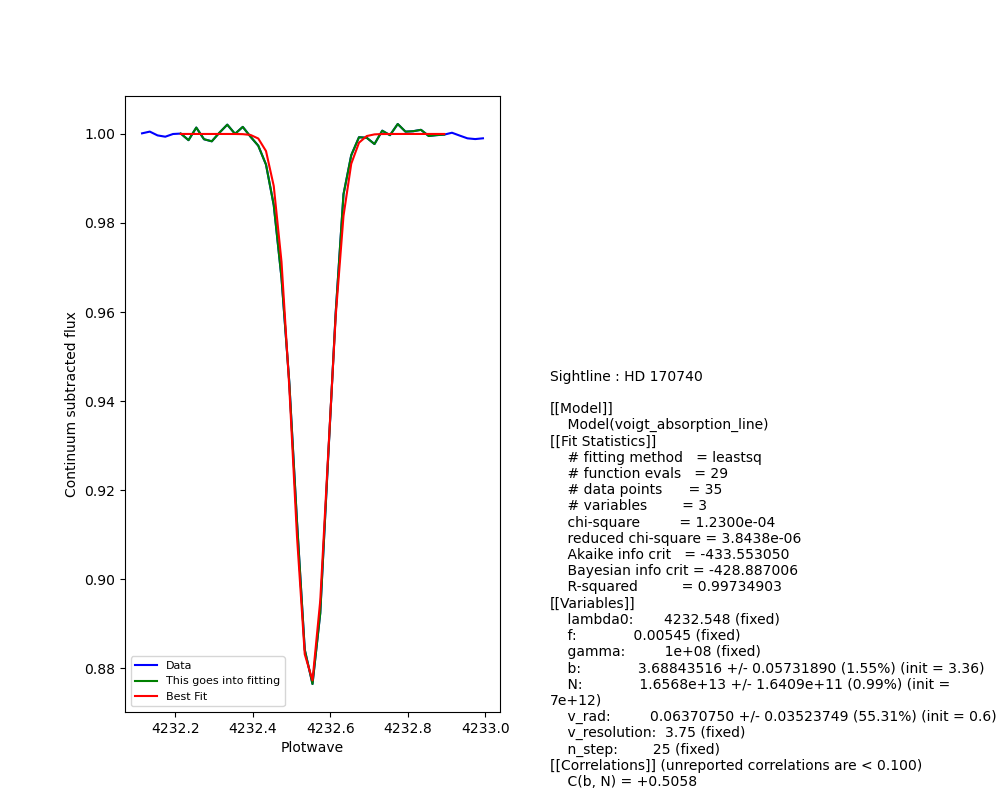 1.00
0.98
0.96
0.94
0.92
0.90
0.88
Continuum subtracted flux
Data
This goes into fitting
Best Fit
4232.2 4232.4 4232.6 4232.8 4233.0
Plotwave
Sightline : HD 170740
[[Model]]
Model(voigt_absorption_line)
[[Fit Statistics]]
# fitting method = leastsq
# function evals = 29
# data points = 35
# variables = 3
chi-square = 1.2300e-04
reduced chi-square = 3.8438e-06
Akaike info crit = -433.553050
Bayesian info crit = -428.887006
R-squared = 0.99734903
[[Variables]]
lambda0: 4232.548 (fixed)
f: 0.00545 (fixed)
gamma: 1e+08 (fixed)
b: 3.68843516 +/- 0.05731890 (1.55%) (init = 3.36)
N: 1.6568e+13 +/- 1.6409e+11 (0.99%) (init =
7e+12)
v_rad: 0.06370750 +/- 0.03523749 (55.31%) (init = 0.6)
v_resolution: 3.75 (fixed)
n_step: 25 (fixed)
[[Correlations]] (unreported correlations are < 0.100)
C(b, N) = +0.5058